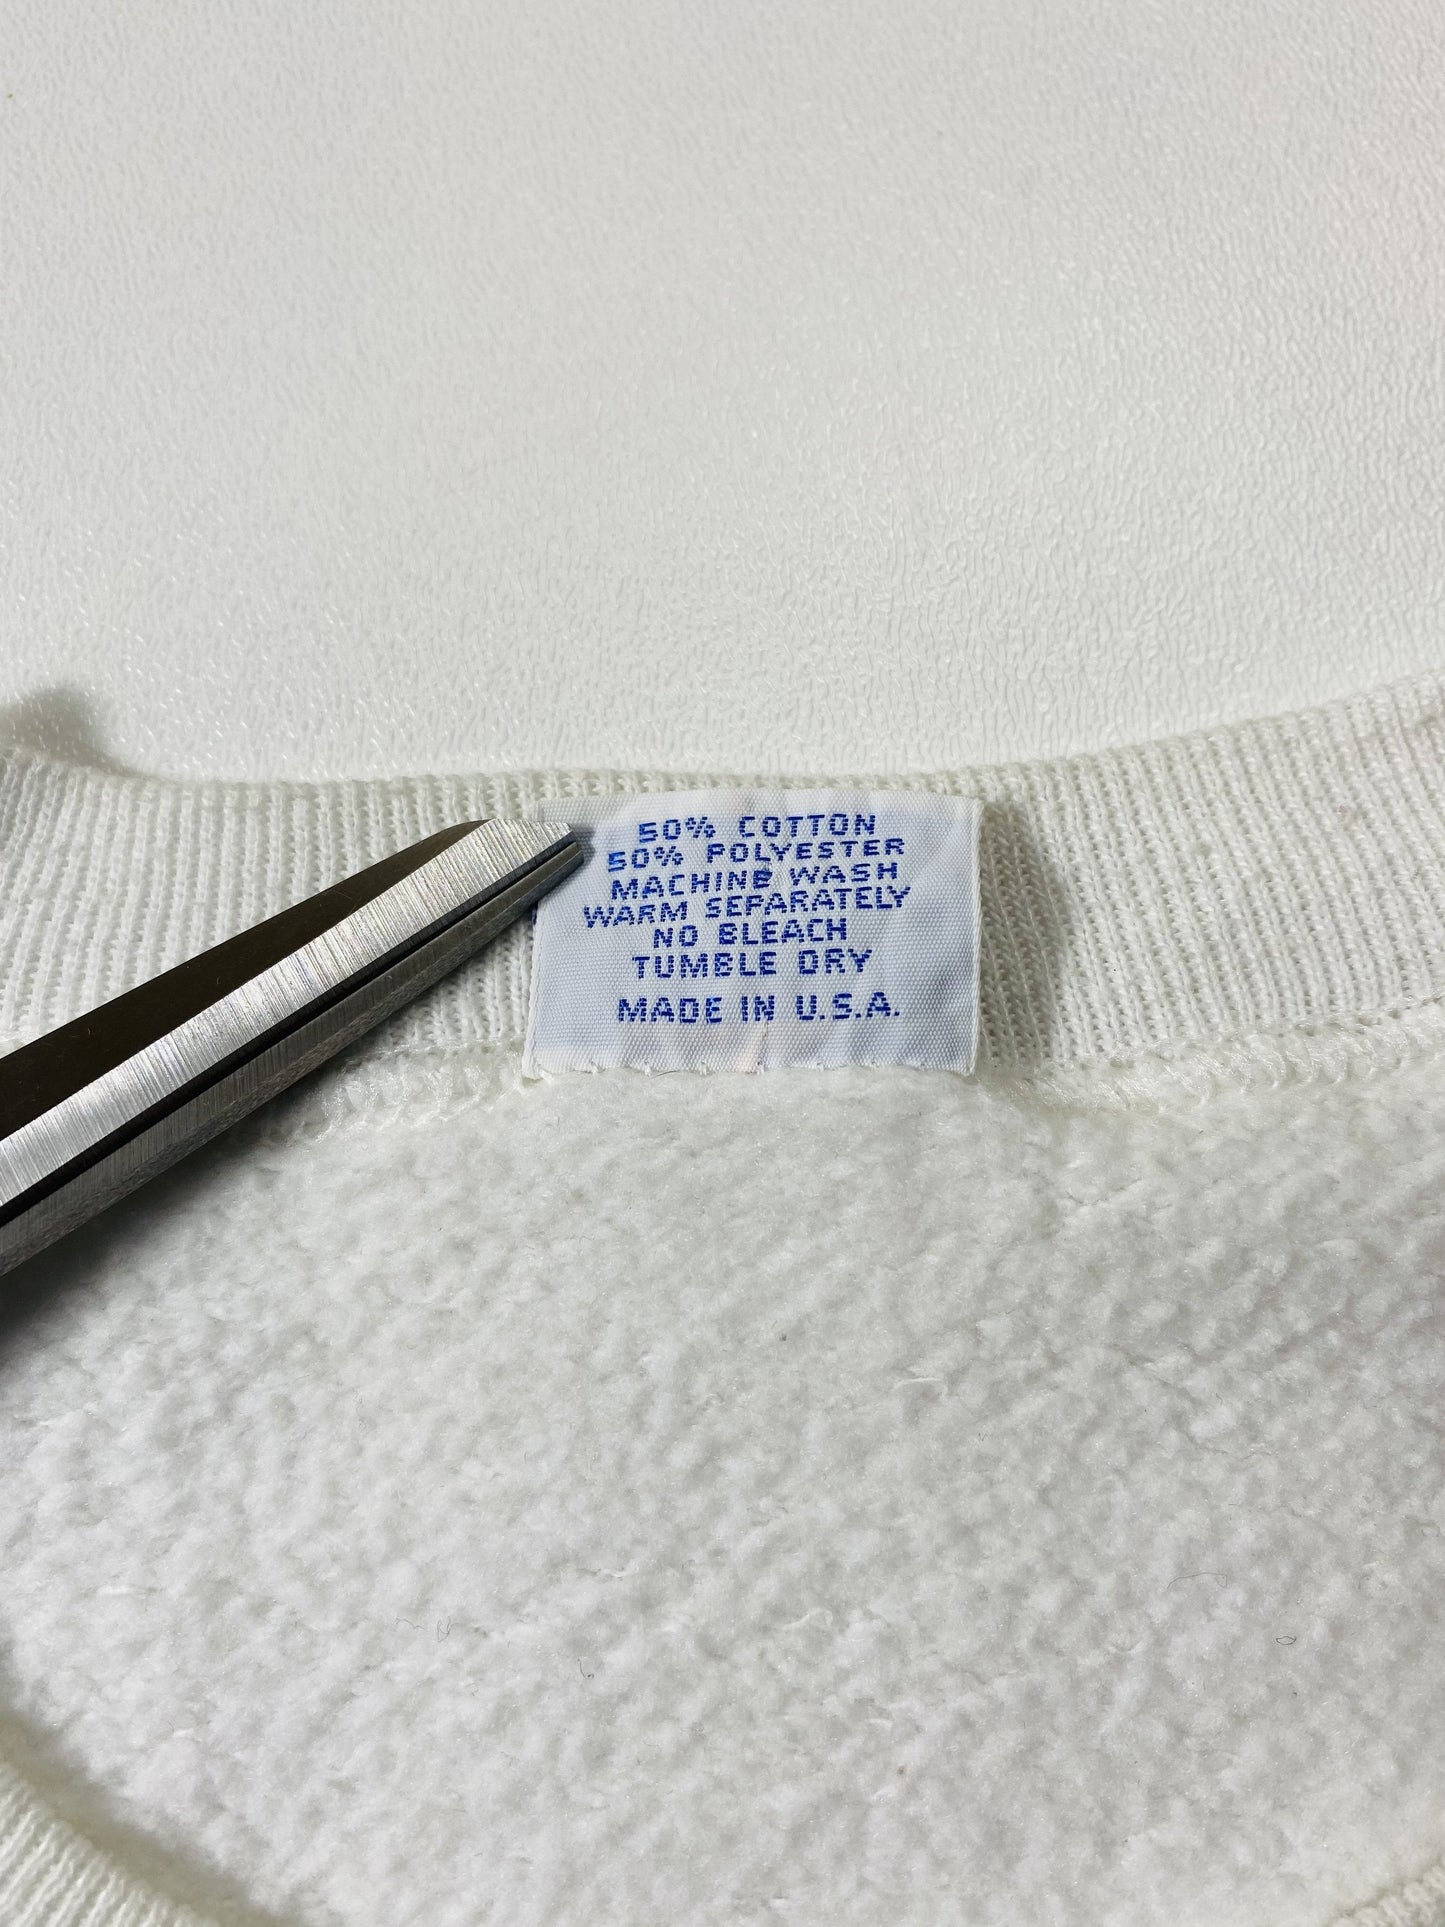 50% COTTON
50% POLYESTER
MACHINE WASH
WARM SEPARATELY
NO BLEACH
TUMBLE DRY
MADE IN U.S.A.